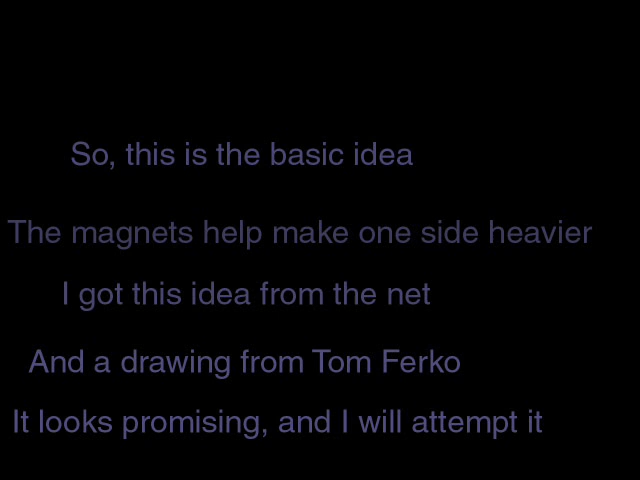 So, this is the basic idea
The magnets help make one side heavier
I got this idea from the net
And a drawing from Tom Ferko
It looks promising, and I will attempt it